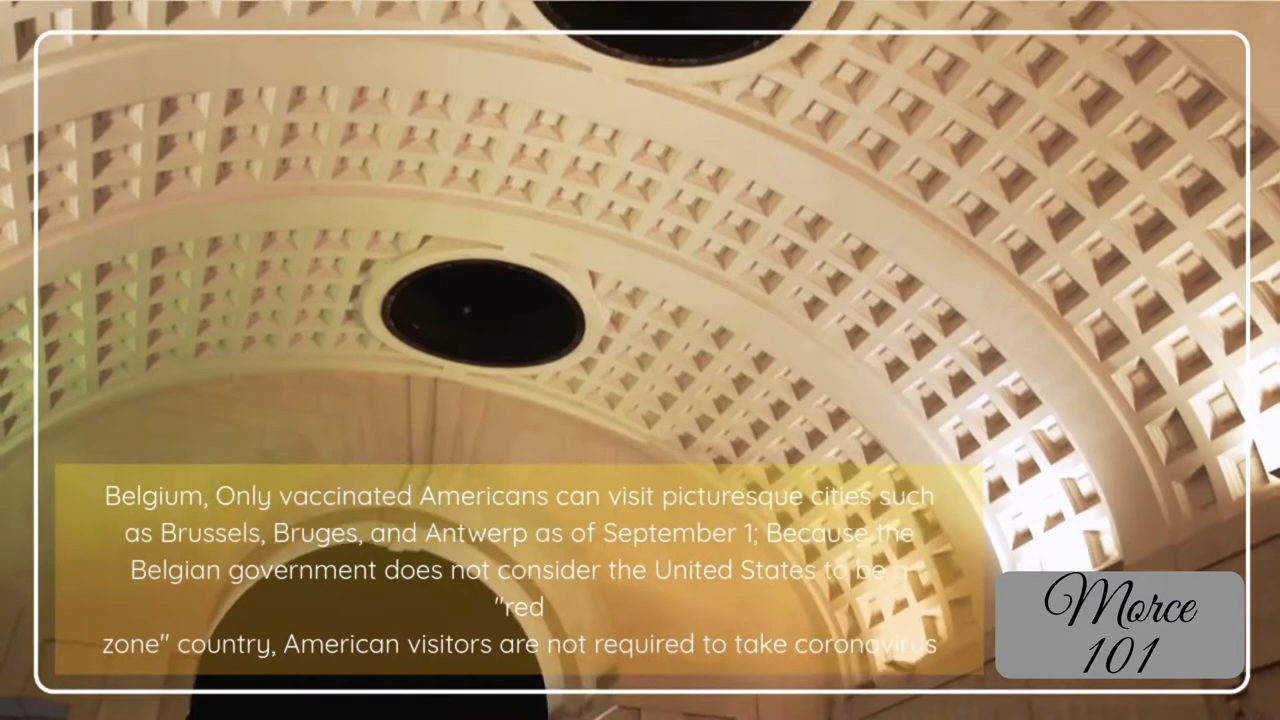 Belgium, Only vaccinated Americans can visit picturesque cities such
as Brussels, Bruges, and Antwerp as of September 1; Because the
Belgian government does not consider the United States to be a
"red
zone" country, American visitors are not required to take coronavirus
Morce
101